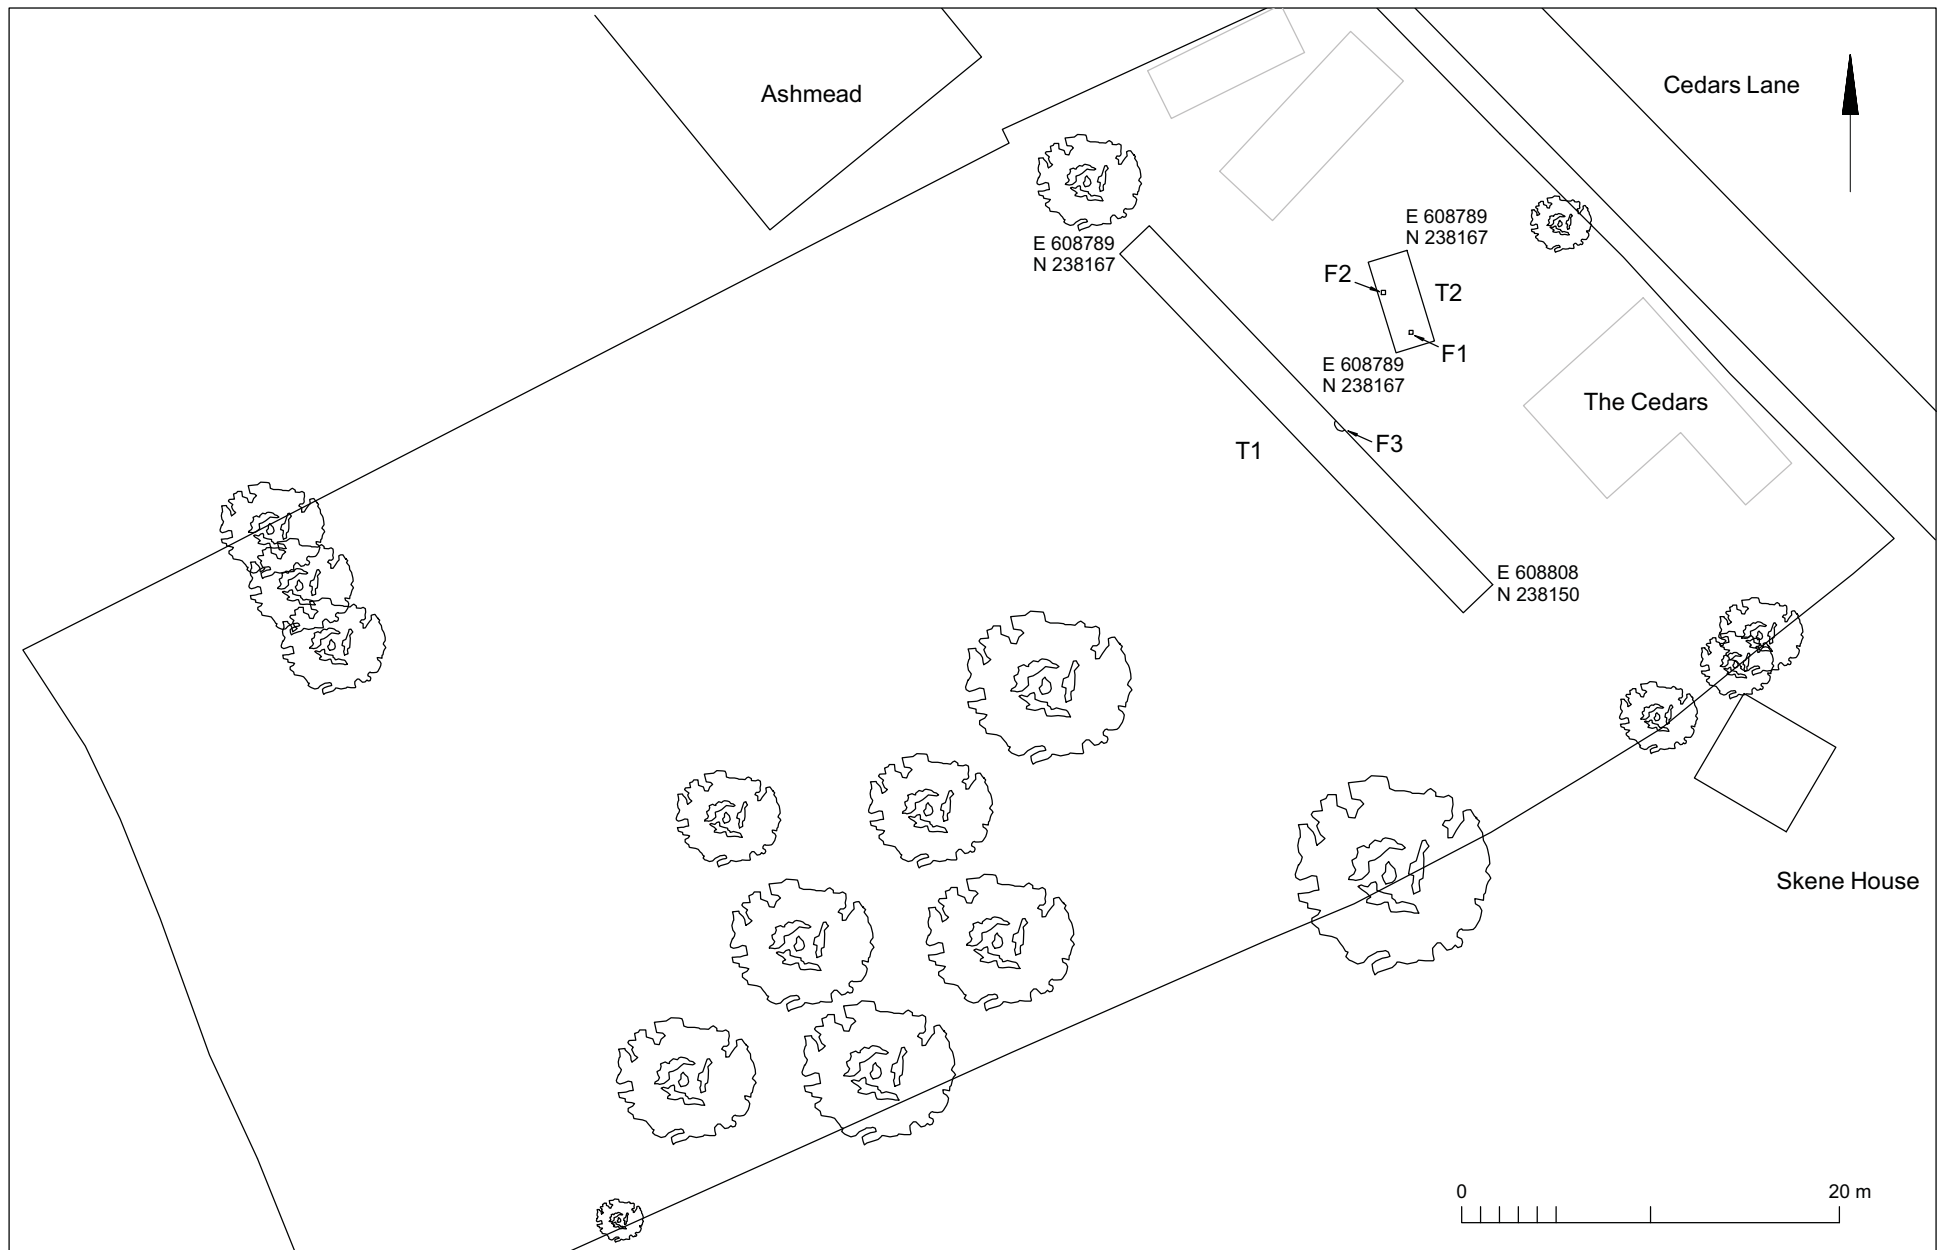 Ashmead
Cedars Lane
E 608789
N 238167
E 608789
N 238167
F2
T2
F1
E 608789
N 238167
The Cedars
T1
F3
E 608808
N 238150
Skene House
0
20 m